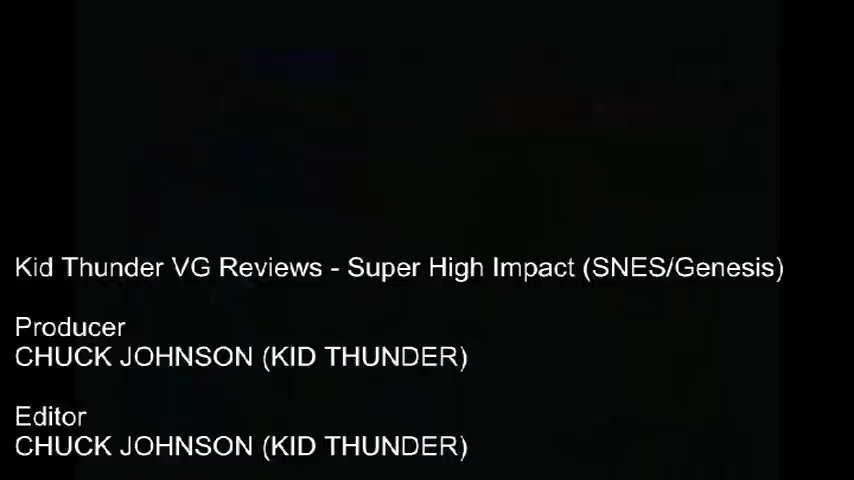 Kid Thunder VG Reviews - Super High Impact (SNES/Genesis)
Producer
CHUCK JOHNSON (KID THUNDER)
Editor
CHUCK JOHNSON (KID THUNDER)